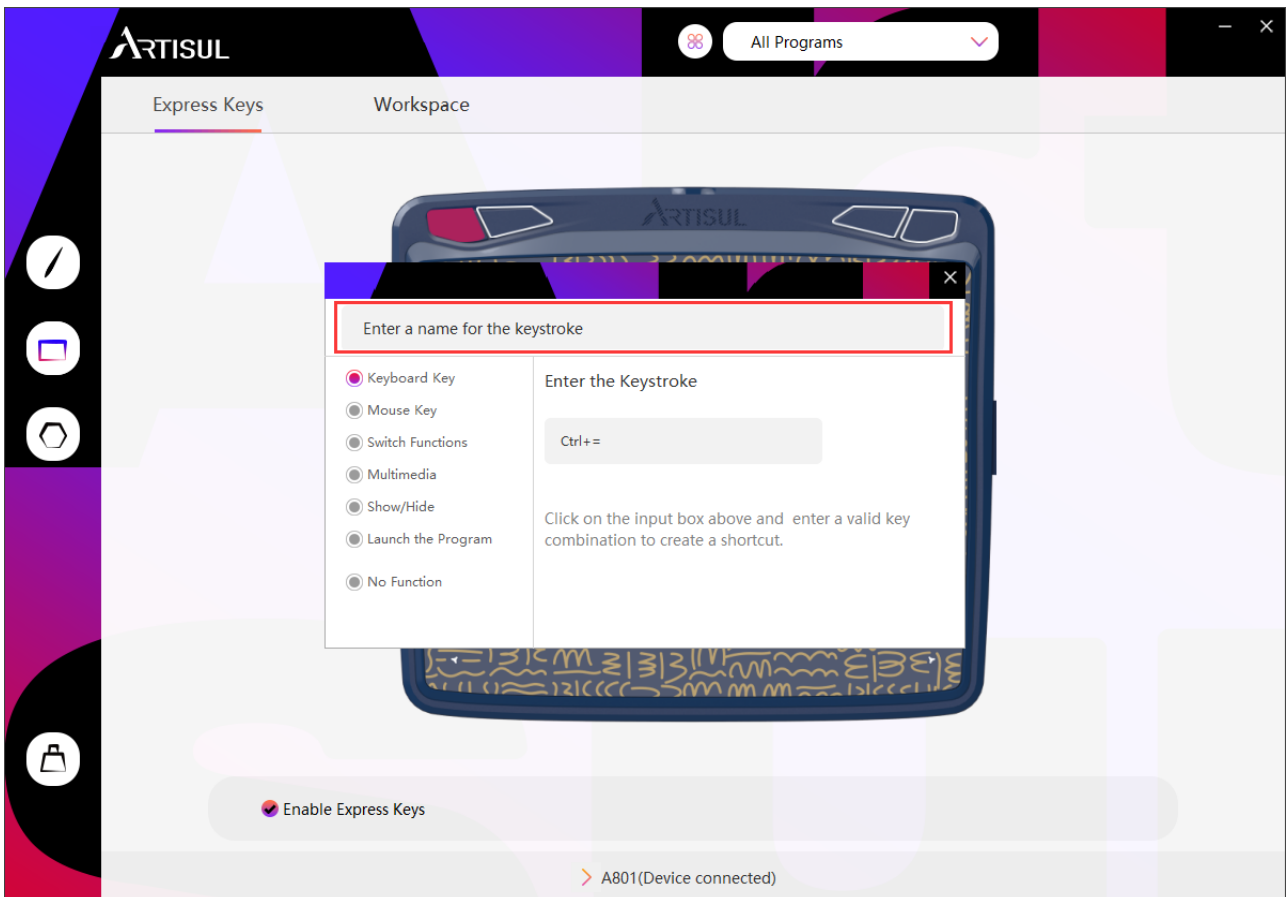 ARTISUL
All Programs
Express Keys
Workspace
ARTISUL
Enter a name for the keystroke
Keyboard Key
Mouse Key
Switch Functions
Multimedia
Show/Hide
Launch the Program
No Function
Enter the Keystroke
Ctrl+=
Click on the input box above and enter a valid key
combination to create a shortcut.
Enable Express Keys
A801(Device connected)